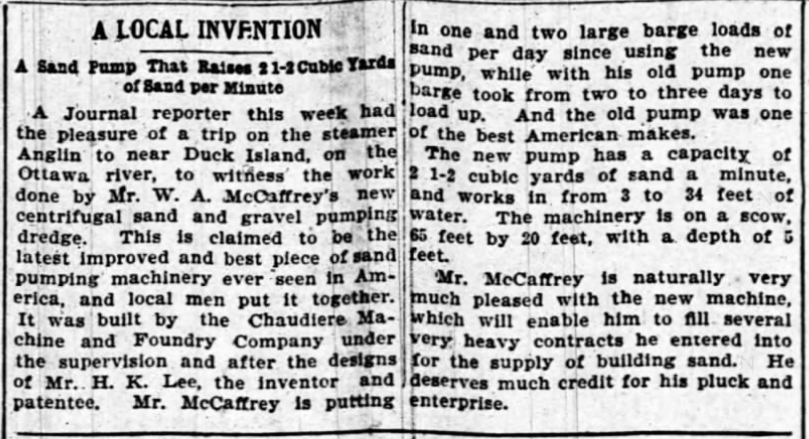 A LOCAL INVENTION
A Sand Pump That Raises 2 1-2 Cubic Yards
of Sand per Minute
A Journal reporter this week had
the pleasure of a trip on the steamer
Anglin to near Duck Island, on the
Ottawa river, to witness the work
done by Mr. W. A. McCaffrey's new
centrifugal sand and gravel pumping
dredge. This is claimed to be the
latest improved and best piece of sand
pumping machinery ever seen in Am-
erica, and local men put it together.
It was built by the Chaudiere Ma-
chine and Foundry Company under
the supervision and after the designs
of Mr. H. K. Lee, the inventor and
patentee. Mr. McCaffrey is putting
in one and two large barge loads of
sand per day since using the new
pump, while with his old pump one
barge took from two to three days to
load up. And the old pump was one
of the best American makes.
The new pump has a capacity of
2 1-2 cubic yards of sand a minute,
and works in from 3 to 34 feet of
water. The machinery is on a scow,
65 feet by 20 feet, with a depth of 5
feet.
Mr. McCaffrey is naturally very
much pleased with the new machine,
which will enable him to fill several
very heavy contracts he entered into
for the supply of building sand. He
deserves much credit for his pluck and
enterprise.